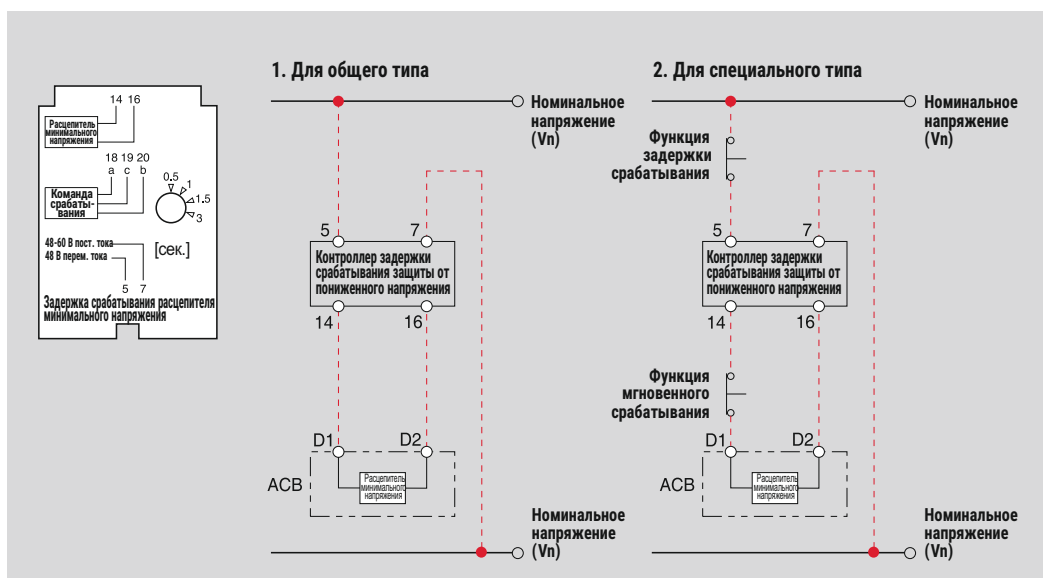 14 16
Расцепитель
минимального
напряжения
18 19 20
a c b
Команда
срабаты-
вания
0.5
1
1.5
3
48-60 В пост. тока
48 В перем. тока
[сек.]
5 7
Задержка срабатывания расцепителя
минимального напряжения
1. Для общего типа
Номинальное
напряжение
(Vn)
5 7
Контроллер задержки
срабатывания защиты от
пониженного напряжения
14 16
D1 D2
ACB
Расцепитель
минимального
напряжения
Номинальное
напряжение
(Vn)
2. Для специального типа
Номинальное
напряжение
(Vn)
Функция
задержки
срабатывания
5 7
Контроллер задержки
срабатывания защиты от
пониженного напряжения
14 16
Функция
мгновенного
срабатывания
D1 D2
ACB
Расцепитель
минимального
напряжения
Номинальное
напряжение
(Vn)